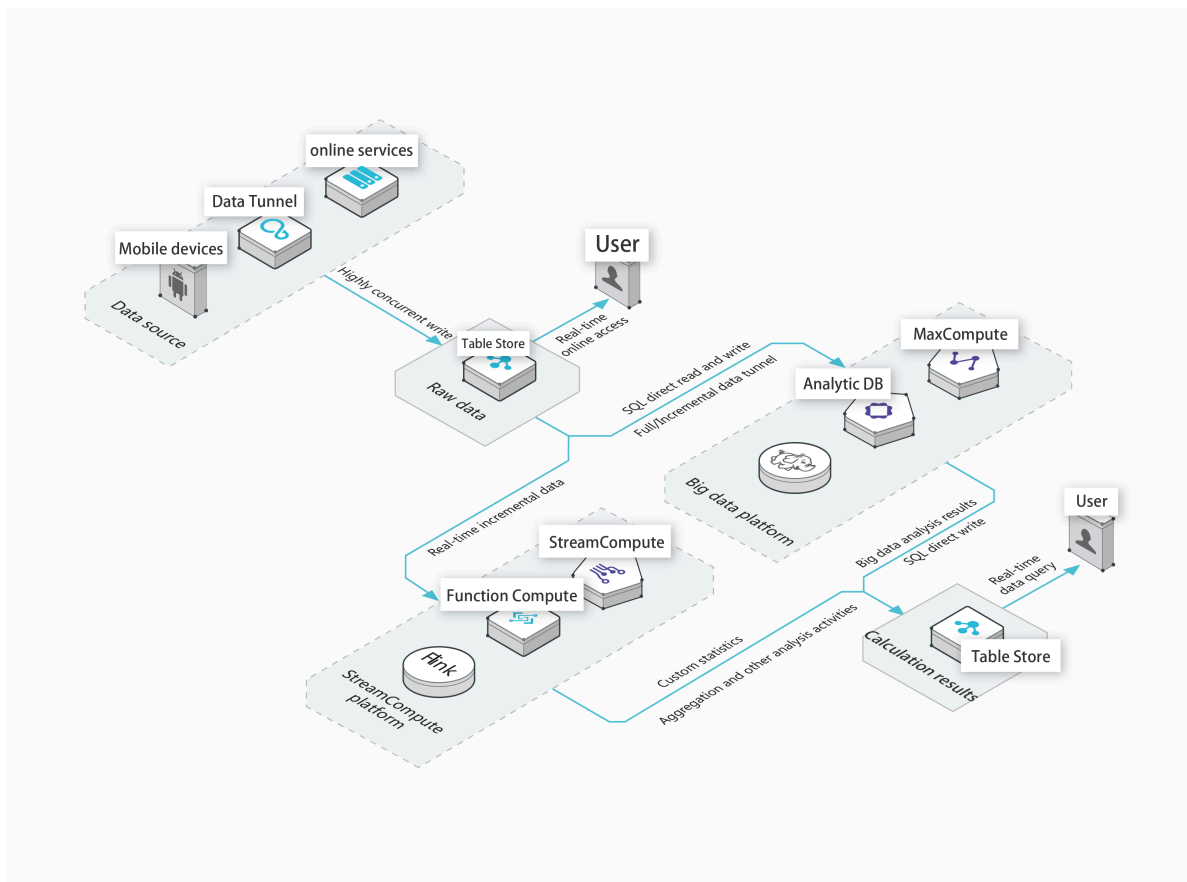 online services
Data Tunnel
Mobile devices
Data source
Highly concurrent write
User
Real-time
online access
Table Store
Raw data
SQL direct read and write
Full/Incremental data tunnel
MaxCompute
Analytic DB
Big data platform
Real-time incremental data
StreamCompute
Function Compute
Flink
StreamCompute
platform
Big data analysis results
SQL direct write
User
Real-time
data query
Custom statistics
Aggregation and other analysis activities
Table Store
Calculation results